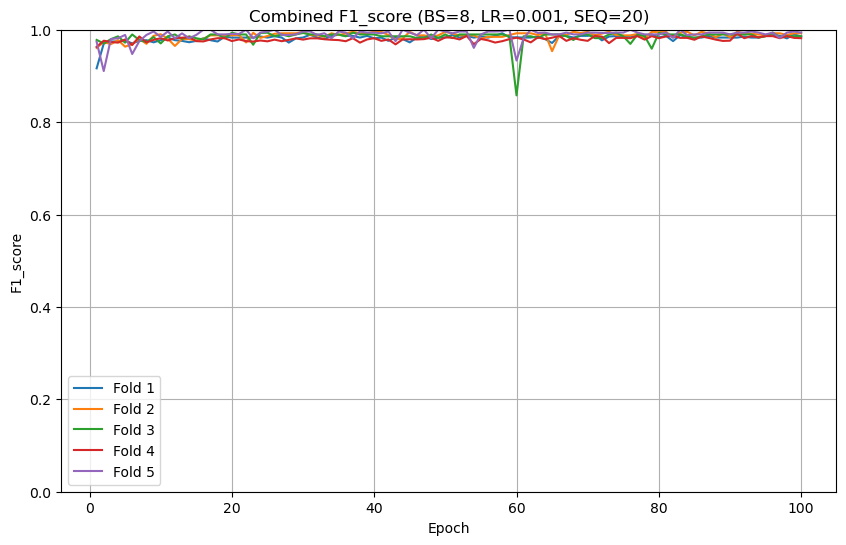 Combined F1_score (BS=8, LR=0.001, SEQ=20)
F1_score
1.0
0.8
0.6
0.4
0.2
0.0
Fold 1
Fold 2
Fold 3
Fold 4
Fold 5
0 20 40 60 80 100
Epoch